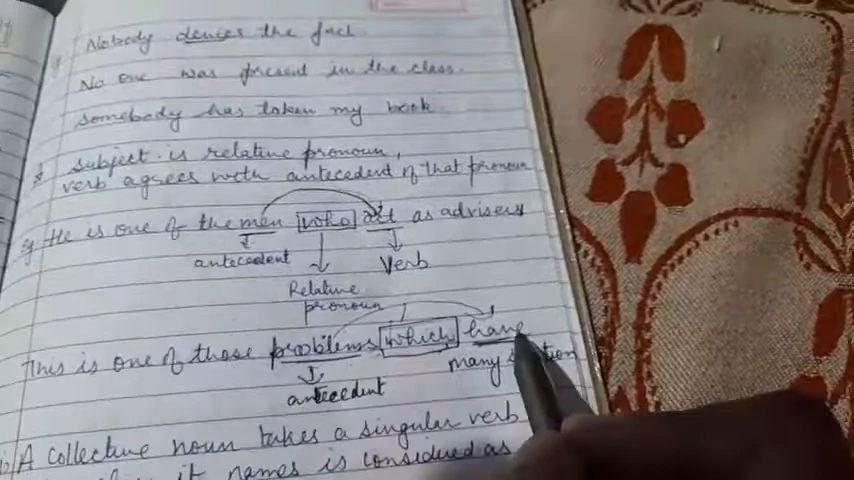 Nobody denies the fact
No one was present in the class.
Somebody has taken my book.
subject is relative pronoun,
verb agrees with antecedent of that pronoun
eg He is one of the men who act as advisers
antecedent
Verb
Relative
pronoun
This is one of those problems which have
many
antecedent
A collective noun takes a singular verb
it names is considered as